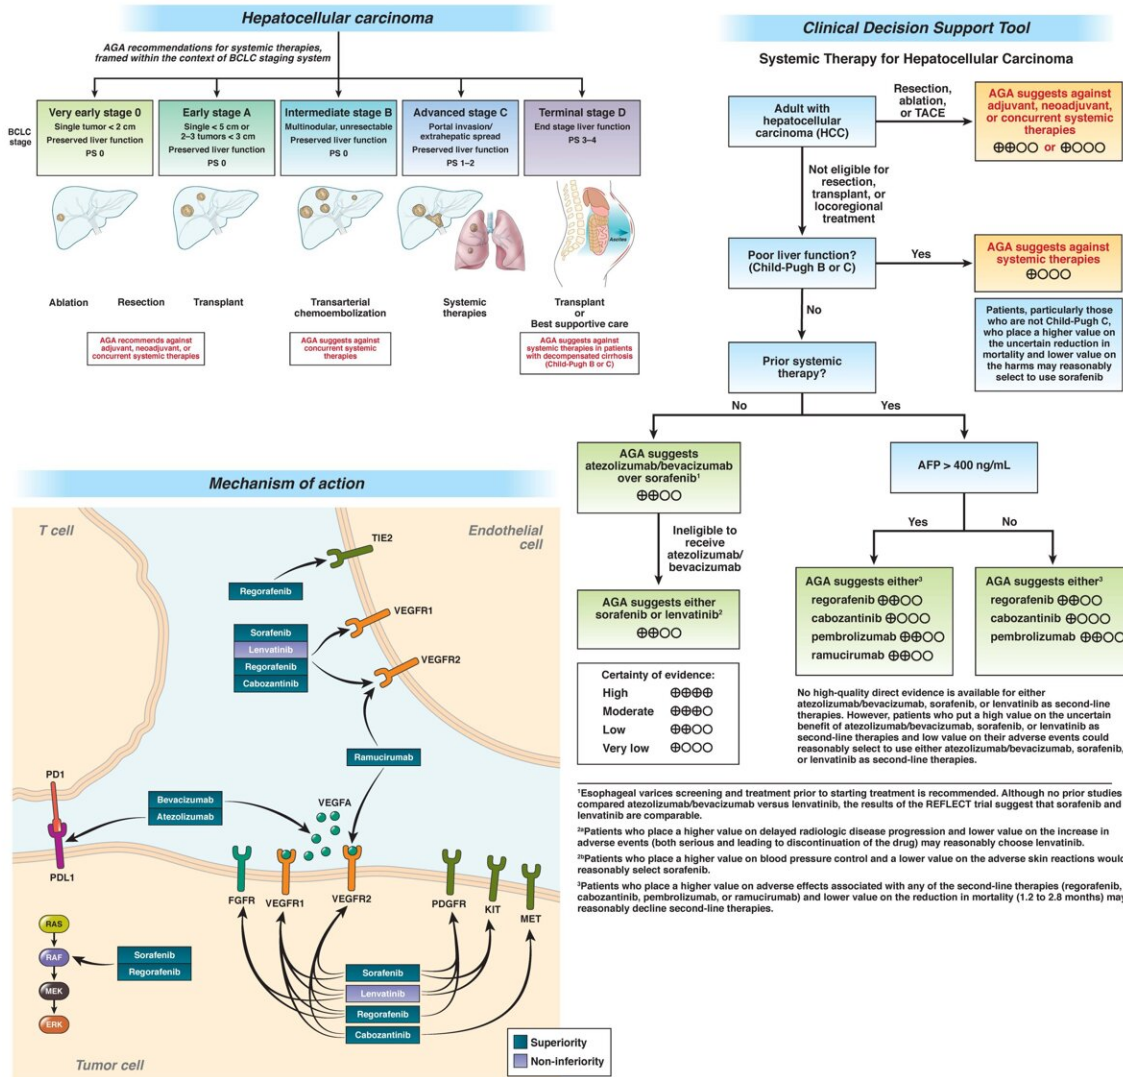 Hepatocellular carcinoma
AGA recommendations for systemic therapies,
framed within the context of BCLC staging system
BCLC
stage
Very early stage 0
Single tumor < 2 cm
Preserved liver function
PS 0
Early stage A
Single < 5 cm or
2–3 tumors < 3 cm
Preserved liver function
PS 0
Intermediate stage B
Multinodular, unresectable
Preserved liver function
PS 0
Advanced stage C
Portal invasion/
extrahepatic spread
Preserved liver function
PS 1–2
Terminal stage D
End stage liver function
PS 3–4
Ascites
Ablation
Resection
Transplant
Transarterial
chemoembolization
Systemic
therapies
Transplant
or
Best supportive care
AGA recommends against
adjuvant, neoadjuvant, or
concurrent systemic therapies
AGA suggests against
concurrent systemic
therapies
AGA suggests against
systemic therapies in patients
with decompensated cirrhosis
(Child-Pugh B or C)
Clinical Decision Support Tool
Systemic Therapy for Hepatocellular Carcinoma
Adult with
hepatocellular
carcinoma (HCC)
Resection,
ablation,
or TACE
AGA suggests against
adjuvant, neoadjuvant,
or concurrent systemic
therapies
⊕⊕○○ or ⊕○○○
Not eligible for
resection,
transplant, or
locoregional
treatment
Poor liver function?
(Child-Pugh B or C)
Yes
AGA suggests against
systemic therapies
⊕○○○
Patients, particularly those
who are not Child-Pugh C,
who place a higher value on
the uncertain reduction in
mortality and lower value on
the harms may reasonably
select to use sorafenib
No
Prior systemic
therapy?
No
Yes
AGA suggests
atezolizumab/bevacizumab
over sorafenib¹
⊕⊕○○
AFP > 400 ng/mL
Ineligible to
receive
atezolizumab/
bevacizumab
Yes
No
AGA suggests either
sorafenib or lenvatinib²
⊕⊕○○
AGA suggests either³
regorafenib ⊕⊕○○
cabozantinib ⊕○○○
pembrolizumab ⊕⊕○○
ramucirumab ⊕⊕○○
AGA suggests either³
regorafenib ⊕⊕○○
cabozantinib ⊕○○○
pembrolizumab ⊕⊕○○
Certainty of evidence:
High ⊕⊕⊕⊕
Moderate ⊕⊕⊕○
Low ⊕⊕○○
Very low ⊕○○○
No high-quality direct evidence is available for either
atezolizumab/bevacizumab, sorafenib, or lenvatinib as second-line
therapies. However, patients who put a high value on the uncertain
benefit of atezolizumab/bevacizumab, sorafenib, or lenvatinib as
second-line therapies and low value on their adverse events could
reasonably select to use either atezolizumab/bevacizumab, sorafenib,
or lenvatinib as second-line therapies.
¹Esophageal varices screening and treatment prior to starting treatment is recommended. Although no prior studies
compared atezolizumab/bevacizumab versus lenvatinib, the results of the REFLECT trial suggest that sorafenib and
lenvatinib are comparable.
²ᵃPatients who place a higher value on delayed radiologic disease progression and lower value on the increase in
adverse events (both serious and leading to discontinuation of the drug) may reasonably choose lenvatinib.
²ᵇPatients who place a higher value on blood pressure control and a lower value on the adverse skin reactions would
reasonably select sorafenib.
³Patients who place a higher value on adverse effects associated with any of the second-line therapies (regorafenib,
cabozantinib, pembrolizumab, or ramucirumab) and lower value on the reduction in mortality (1.2 to 2.8 months) may
reasonably decline second-line therapies.
Mechanism of action
T cell
Endothelial
cell
TIE2
Regorafenib
VEGFR1
Sorafenib
Lenvatinib
Regorafenib
Cabozantinib
VEGFR2
Ramucirumab
PD1
Bevacizumab
Atezolizumab
VEGFA
PDL1
FGFR
VEGFR1
VEGFR2
PDGFR
KIT
MET
RAS
RAF
MEK
ERK
Sorafenib
Regorafenib
Sorafenib
Lenvatinib
Regorafenib
Cabozantinib
Tumor cell
Superiority
Non-inferiority